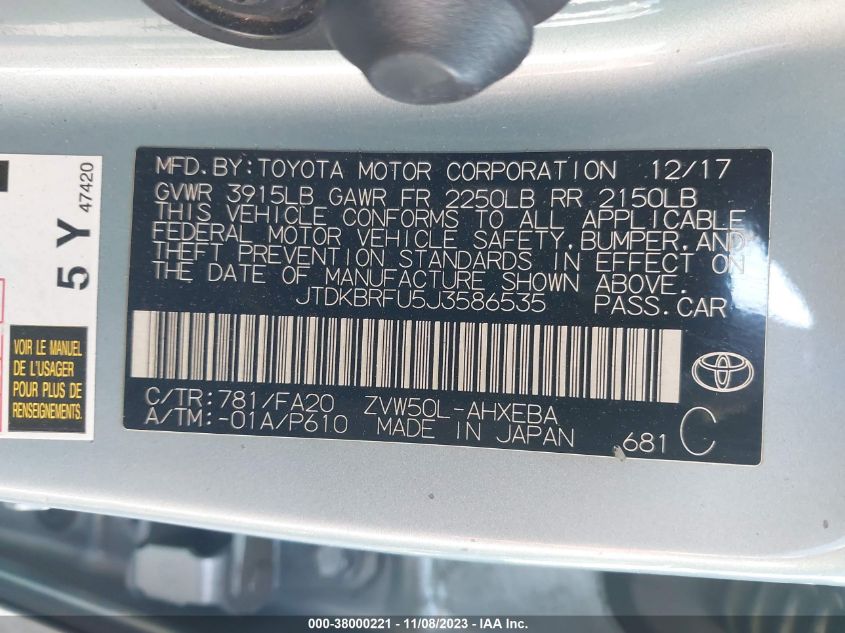 MFD. BY: TOYOTA MOTOR CORPORATION 12/17
GVWR 3915LB GAWR FR 2250LB RR 2150LB
THIS VEHICLE CONFORMS TO ALL APPLICABLE
FEDERAL MOTOR VEHICLE SAFETY, BUMPER, AND
THEFT PREVENTION STANDARDS IN EFFECT ON
THE DATE OF MANUFACTURE SHOWN ABOVE.
JTDKBRFU5J3586535 PASS. CAR
C/TR: 781/FA20 ZVW50L-AHXEBA
A/TM: -01A/P610 MADE IN JAPAN
681 C
5 Y
47420
VOIR LE MANUEL
DE L'USAGER
POUR PLUS DE
RENSEIGNEMENTS.
000-38000221 - 11/08/2023 - IAA Inc.